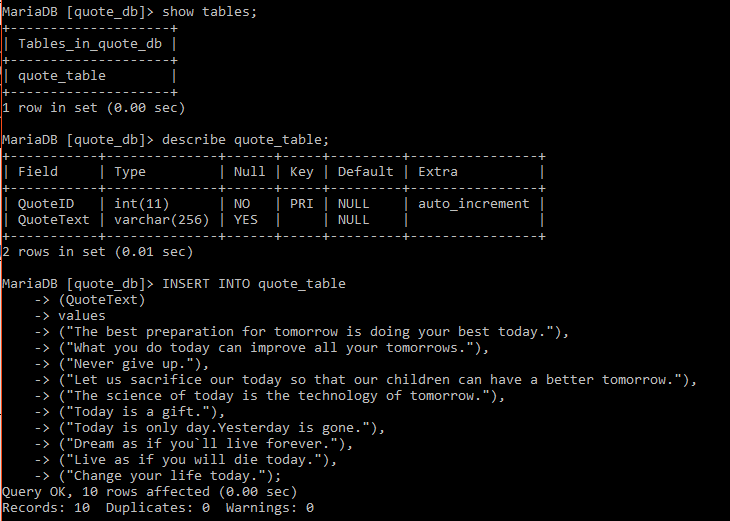 MariaDB [quote_db]> show tables;
+--------------------+
| Tables_in_quote_db |
+--------------------+
| quote_table        |
+--------------------+
1 row in set (0.00 sec)

MariaDB [quote_db]> describe quote_table;
+-----------+--------------+------+-----+---------+----------------+
| Field     | Type         | Null | Key | Default | Extra          |
+-----------+--------------+------+-----+---------+----------------+
| QuoteID   | int(11)      | NO   | PRI | NULL    | auto_increment |
| QuoteText | varchar(256) | YES  |     | NULL    |                |
+-----------+--------------+------+-----+---------+----------------+
2 rows in set (0.01 sec)

MariaDB [quote_db]> INSERT INTO quote_table
    -> (QuoteText)
    -> values
    -> ("The best preparation for tomorrow is doing your best today."),
    -> ("What you do today can improve all your tomorrows."),
    -> ("Never give up."),
    -> ("Let us sacrifice our today so that our children can have a better tomorrow."),
    -> ("The science of today is the technology of tomorrow."),
    -> ("Today is a gift."),
    -> ("Today is only day.Yesterday is gone."),
    -> ("Dream as if you`ll live forever."),
    -> ("Live as if you will die today."),
    -> ("Change your life today.");
Query OK, 10 rows affected (0.00 sec)
Records: 10  Duplicates: 0  Warnings: 0